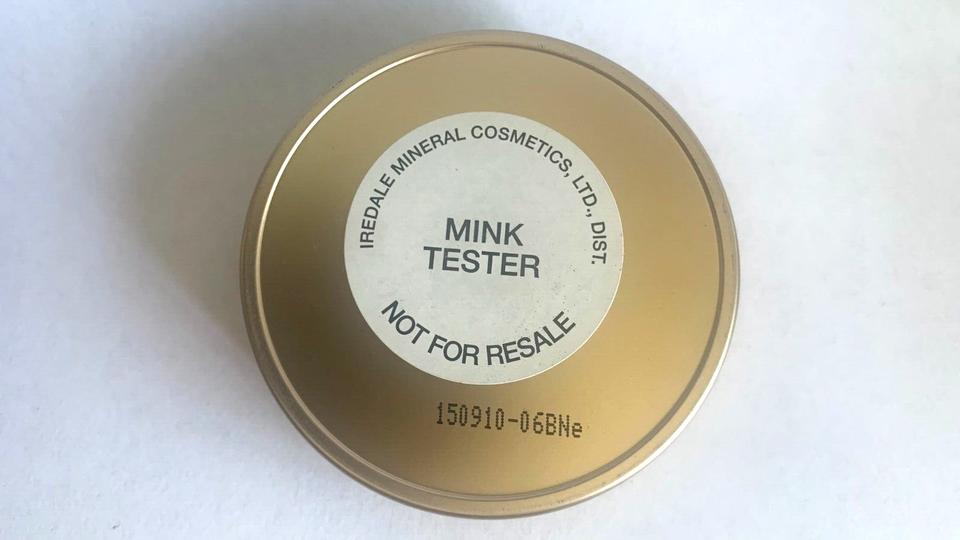 IREDALE MINERAL COSMETICS, LTD., DIST.
MINK
TESTER
NOT FOR RESALE
150910-06BNe